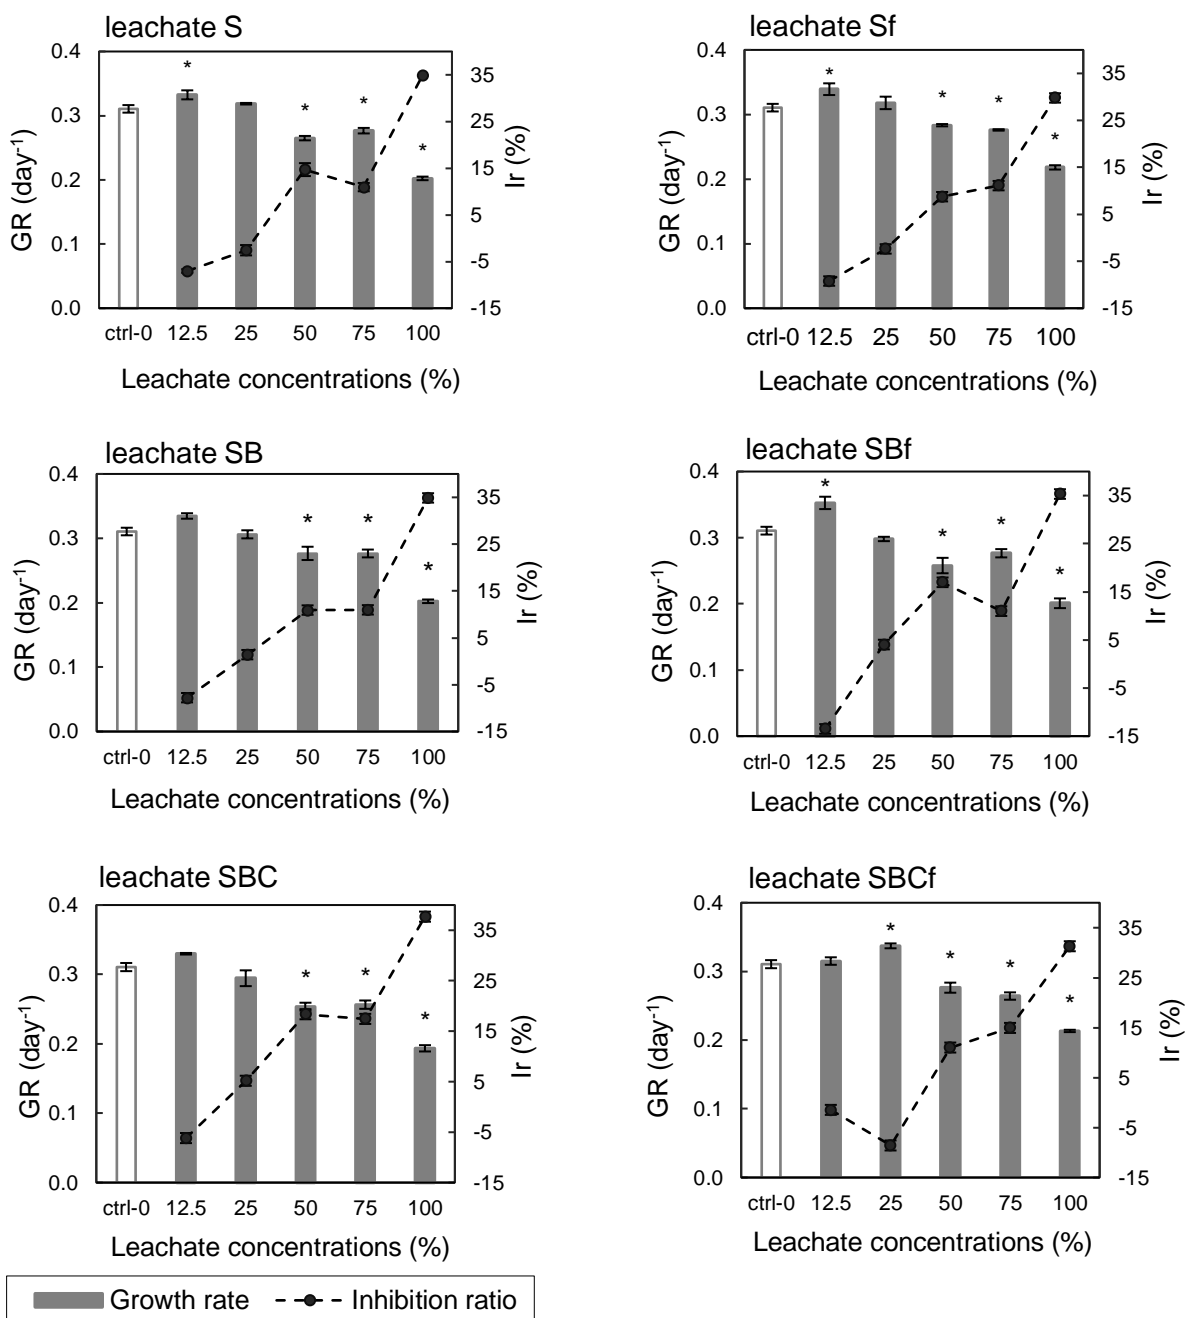 leachate S
0.4
0.3
0.2
0.1
0.0
GR (day-1)
35
25
15
5
-5
-15
Ir (%)
* * * *
ctrl-0 12.5 25 50 75 100
Leachate concentrations (%)
leachate Sf
0.4
0.3
0.2
0.1
0.0
GR (day-1)
35
25
15
5
-5
-15
Ir (%)
* * * *
ctrl-0 12.5 25 50 75 100
Leachate concentrations (%)
leachate SB
0.4
0.3
0.2
0.1
0.0
GR (day-1)
35
25
15
5
-5
-15
Ir (%)
* * *
ctrl-0 12.5 25 50 75 100
Leachate concentrations (%)
leachate SBf
0.4
0.3
0.2
0.1
0.0
GR (day-1)
35
25
15
5
-5
-15
Ir (%)
* * * *
ctrl-0 12.5 25 50 75 100
Leachate concentrations (%)
leachate SBC
0.4
0.3
0.2
0.1
0.0
GR (day-1)
35
25
15
5
-5
-15
Ir (%)
* * *
ctrl-0 12.5 25 50 75 100
Leachate concentrations (%)
leachate SBCf
0.4
0.3
0.2
0.1
0.0
GR (day-1)
35
25
15
5
-5
-15
Ir (%)
* * * *
ctrl-0 12.5 25 50 75 100
Leachate concentrations (%)
Growth rate Inhibition ratio